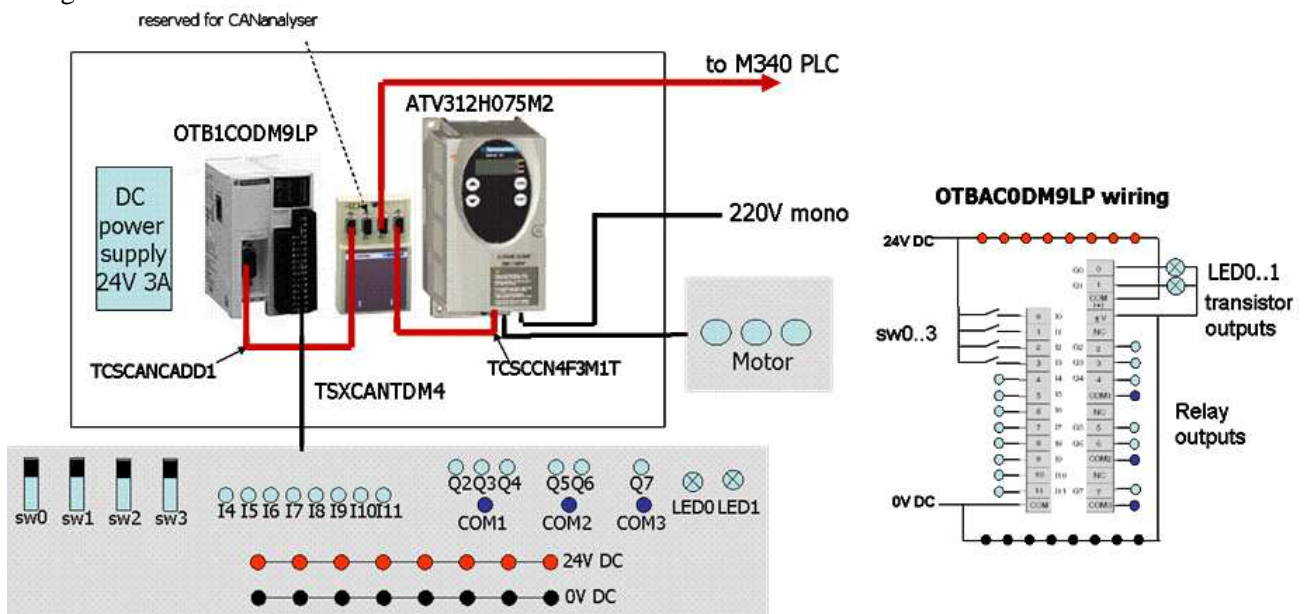 reserved for CANanalyser
to M340 PLC
ATV312H075M2
OTB1CODM9LP
DC
power
supply
24V 3A
220V mono
Motor
TCSCANCADD1
TSXCANTDM4
TCSCCN4F3M1T
sw0 sw1 sw2 sw3
I4 I5 I6 I7 I8 I9 I10 I11
Q2 Q3 Q4
COM1
Q5 Q6
COM2
Q7
COM3
LED0 LED1
24V DC
0V DC
OTBAC0DM9LP wiring
24V DC
LED0..1
transistor
outputs
sw0..3
Relay
outputs
0V DC